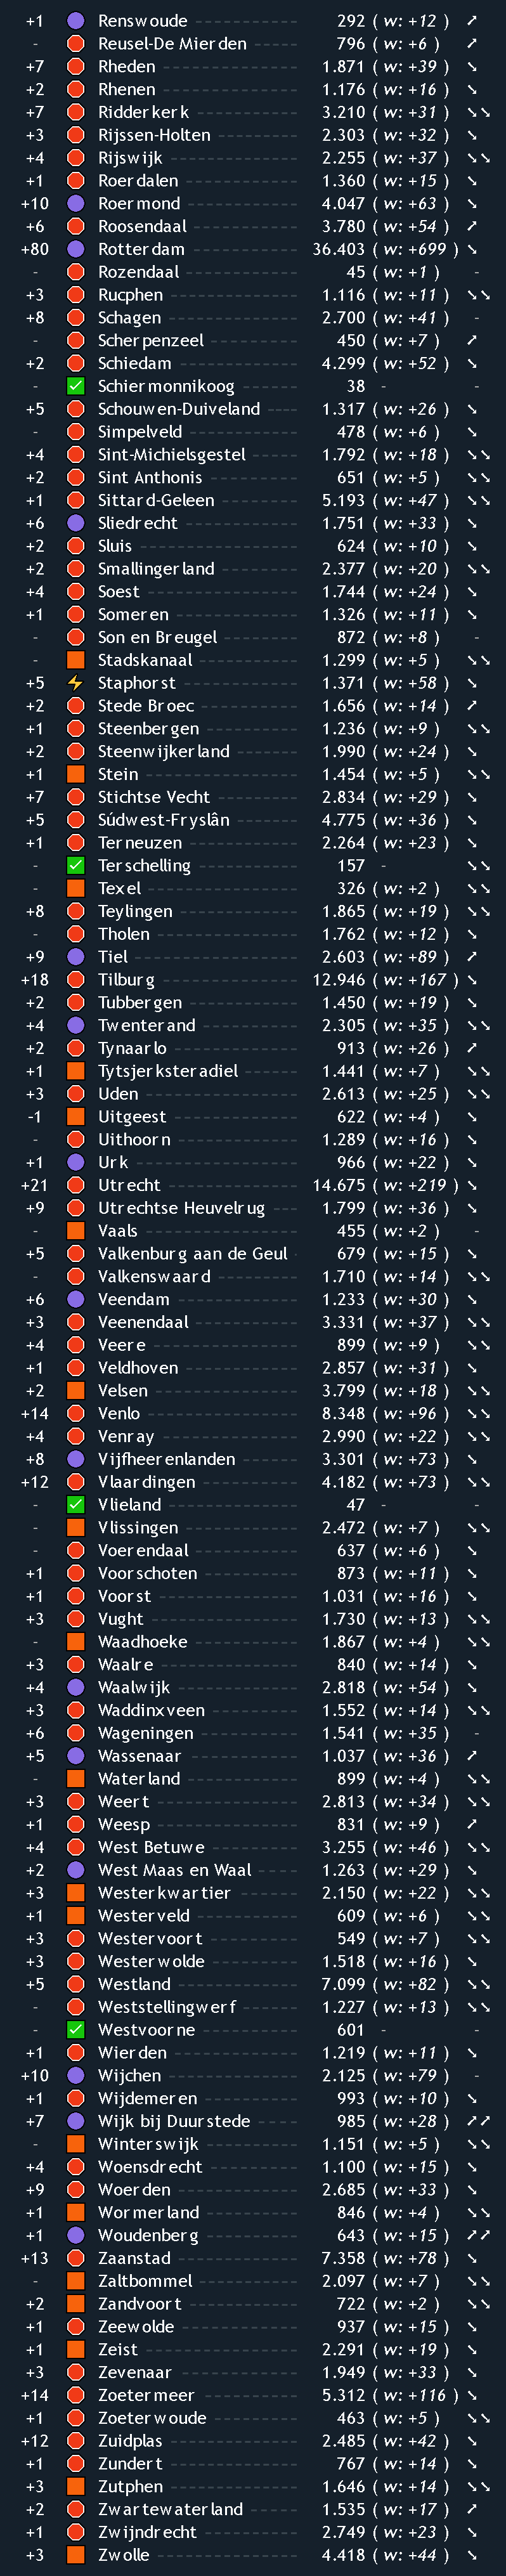 +1 Renswoude 292 ( w: +12 ) ➚
- Reusel-De Mierden 796 ( w: +6 ) ➚
+7 Rheden 1.871 ( w: +39 ) ➘
+2 Rhenen 1.176 ( w: +16 ) ➘
+7 Ridderkerk 3.210 ( w: +31 ) ➘➘
+3 Rijssen-Holten 2.303 ( w: +32 ) ➘
+4 Rijswijk 2.255 ( w: +37 ) ➘➘
+1 Roerdalen 1.360 ( w: +15 ) ➘
+10 Roermond 4.047 ( w: +63 ) ➘
+6 Roosendaal 3.780 ( w: +54 ) ➚
+80 Rotterdam 36.403 ( w: +699 ) ➘
- Rozendaal 45 ( w: +1 ) -
+3 Rucphen 1.116 ( w: +11 ) ➘➘
+8 Schagen 2.700 ( w: +41 ) -
- Scherpenzeel 450 ( w: +7 ) ➚
+2 Schiedam 4.299 ( w: +52 ) ➘
- Schiermonnikoog 38 - -
+5 Schouwen-Duiveland 1.317 ( w: +26 ) ➘
- Simpelveld 478 ( w: +6 ) ➘
+4 Sint-Michielsgestel 1.792 ( w: +18 ) ➘➘
+2 Sint Anthonis 651 ( w: +5 ) ➘➘
+1 Sittard-Geleen 5.193 ( w: +47 ) ➘➘
+6 Sliedrecht 1.751 ( w: +33 ) ➘
+2 Sluis 624 ( w: +10 ) ➘
+2 Smallingerland 2.377 ( w: +20 ) ➘➘
+4 Soest 1.744 ( w: +24 ) ➘
+1 Someren 1.326 ( w: +11 ) ➘
- Son en Breugel 872 ( w: +8 ) -
- Stadskanaal 1.299 ( w: +5 ) ➘➘
+5 Staphorst 1.371 ( w: +58 ) ➘
+2 Stede Broec 1.656 ( w: +14 ) ➚
+1 Steenbergen 1.236 ( w: +9 ) ➘➘
+2 Steenwijkerland 1.990 ( w: +24 ) ➘
+1 Stein 1.454 ( w: +5 ) ➘➘
+7 Stichtse Vecht 2.834 ( w: +29 ) ➘
+5 Súdwest-Fryslân 4.775 ( w: +36 ) ➘
+1 Terneuzen 2.264 ( w: +23 ) ➘
- Terschelling 157 - ➘➘
- Texel 326 ( w: +2 ) ➘➘
+8 Teylingen 1.865 ( w: +19 ) ➘➘
- Tholen 1.762 ( w: +12 ) ➘
+9 Tiel 2.603 ( w: +89 ) ➚
+18 Tilburg 12.946 ( w: +167 ) ➘
+2 Tubbergen 1.450 ( w: +19 ) ➘
+4 Twenterand 2.305 ( w: +35 ) ➘➘
+2 Tynaarlo 913 ( w: +26 ) ➚
+1 Tytsjerksteradiel 1.441 ( w: +7 ) ➘➘
+3 Uden 2.613 ( w: +25 ) ➘➘
-1 Uitgeest 622 ( w: +4 ) ➘
- Uithoorn 1.289 ( w: +16 ) ➘
+1 Urk 966 ( w: +22 ) ➘
+21 Utrecht 14.675 ( w: +219 ) ➘
+9 Utrechtse Heuvelrug 1.799 ( w: +36 ) ➘
- Vaals 455 ( w: +2 ) -
+5 Valkenburg aan de Geul 679 ( w: +15 ) ➘
- Valkenswaard 1.710 ( w: +14 ) ➘➘
+6 Veendam 1.233 ( w: +30 ) ➘
+3 Veenendaal 3.331 ( w: +37 ) ➘➘
+4 Veere 899 ( w: +9 ) ➘➘
+1 Veldhoven 2.857 ( w: +31 ) ➘
+2 Velsen 3.799 ( w: +18 ) ➘➘
+14 Venlo 8.348 ( w: +96 ) ➘➘
+4 Venray 2.990 ( w: +22 ) ➘➘
+8 Vijfheerenlanden 3.301 ( w: +73 ) ➘
+12 Vlaardingen 4.182 ( w: +73 ) ➘➘
- Vlieland 47 - -
- Vlissingen 2.472 ( w: +7 ) ➘➘
- Voerendaal 637 ( w: +6 ) ➘
+1 Voorschoten 873 ( w: +11 ) ➘
+1 Voorst 1.031 ( w: +16 ) ➘
+3 Vught 1.730 ( w: +13 ) ➘➘
- Waadhoeke 1.867 ( w: +4 ) ➘➘
+3 Waalre 840 ( w: +14 ) ➘
+4 Waalwijk 2.818 ( w: +54 ) ➘
+3 Waddinxveen 1.552 ( w: +14 ) ➘➘
+6 Wageningen 1.541 ( w: +35 ) -
+5 Wassenaar 1.037 ( w: +36 ) ➚
- Waterland 899 ( w: +4 ) ➘➘
+3 Weert 2.813 ( w: +34 ) ➘➘
+1 Weesp 831 ( w: +9 ) ➚
+4 West Betuwe 3.255 ( w: +46 ) ➘➘
+2 West Maas en Waal 1.263 ( w: +29 ) ➘
+3 Westerkwartier 2.150 ( w: +22 ) ➘➘
+1 Westerveld 609 ( w: +6 ) ➘➘
+3 Westervoort 549 ( w: +7 ) ➘➘
+3 Westerwolde 1.518 ( w: +16 ) ➘
+5 Westland 7.099 ( w: +82 ) ➘➘
- Weststellingwerf 1.227 ( w: +13 ) ➘➘
- Westvoorne 601 - -
+1 Wierden 1.219 ( w: +11 ) ➘
+10 Wijchen 2.125 ( w: +79 ) -
+1 Wijdemeren 993 ( w: +10 ) ➘
+7 Wijk bij Duurstede 985 ( w: +28 ) ➚➚
- Winterswijk 1.151 ( w: +5 ) ➘➘
+4 Woensdrecht 1.100 ( w: +15 ) ➘
+9 Woerden 2.685 ( w: +33 ) ➘
+1 Wormerland 846 ( w: +4 ) ➘➘
+1 Woudenberg 643 ( w: +15 ) ➚➚
+13 Zaanstad 7.358 ( w: +78 ) ➘
- Zaltbommel 2.097 ( w: +7 ) ➘➘
+2 Zandvoort 722 ( w: +2 ) ➘➘
+1 Zeewolde 937 ( w: +15 ) ➘
+1 Zeist 2.291 ( w: +19 ) ➘
+3 Zevenaar 1.949 ( w: +33 ) ➘
+14 Zoetermeer 5.312 ( w: +116 ) ➘
+1 Zoeterwoude 463 ( w: +5 ) ➘➘
+12 Zuidplas 2.485 ( w: +42 ) ➘
+1 Zundert 767 ( w: +14 ) ➘
+3 Zutphen 1.646 ( w: +14 ) ➘➘
+2 Zwartewaterland 1.535 ( w: +17 ) ➚
+1 Zwijndrecht 2.749 ( w: +23 ) ➘
+3 Zwolle 4.418 ( w: +44 ) ➘